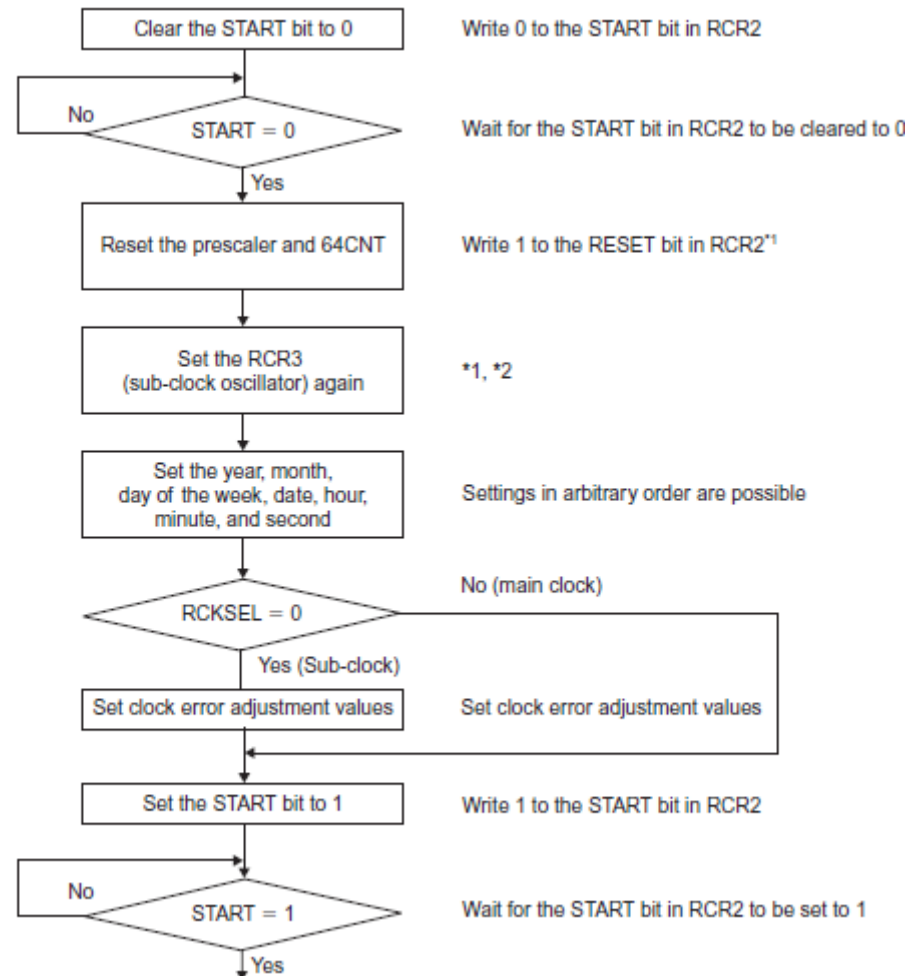 Clear the START bit to 0
Write 0 to the START bit in RCR2
No
START = 0
Wait for the START bit in RCR2 to be cleared to 0
Yes
Reset the prescaler and 64CNT
Write 1 to the RESET bit in RCR2*1
Set the RCR3
(sub-clock oscillator) again
*1, *2
Set the year, month,
day of the week, date, hour,
minute, and second
Settings in arbitrary order are possible
No (main clock)
RCKSEL = 0
Yes (Sub-clock)
Set clock error adjustment values
Set clock error adjustment values
Set the START bit to 1
Write 1 to the START bit in RCR2
No
START = 1
Wait for the START bit in RCR2 to be set to 1
Yes